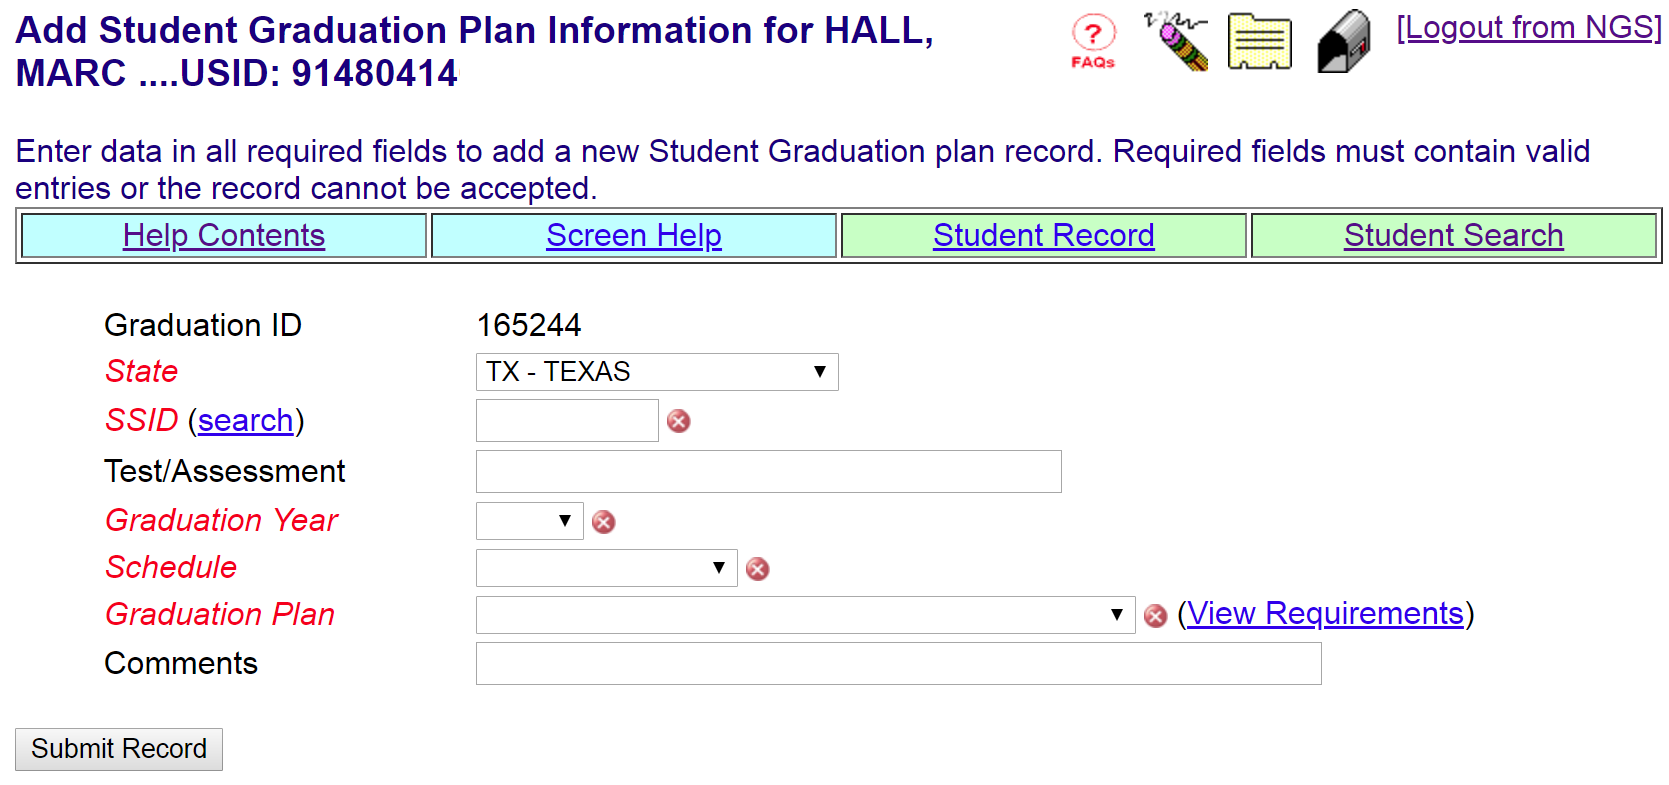 Add Student Graduation Plan Information for HALL,
MARC ....USID: 91480414
? FAQs
[Logout from NGS]
Enter data in all required fields to add a new Student Graduation plan record. Required fields must contain valid
entries or the record cannot be accepted.
Help Contents Screen Help Student Record Student Search
Graduation ID 165244
State TX - TEXAS
SSID (search)
Test/Assessment
Graduation Year
Schedule
Graduation Plan (View Requirements)
Comments
Submit Record